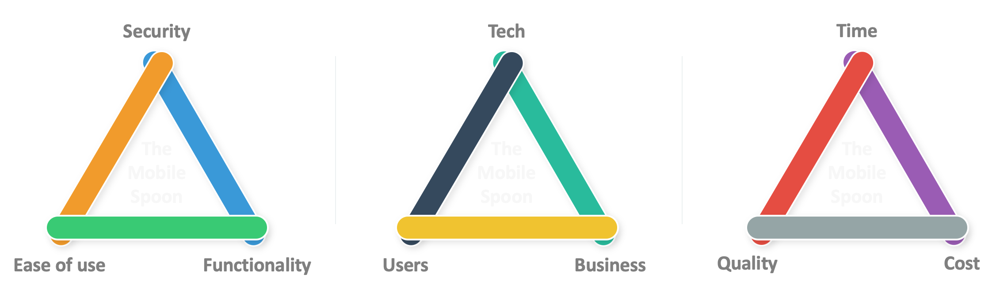 Security
The
Mobile
Spoon
Ease of use
Functionality
Tech
The
Mobile
Spoon
Users
Business
Time
The
Mobile
Spoon
Quality
Cost